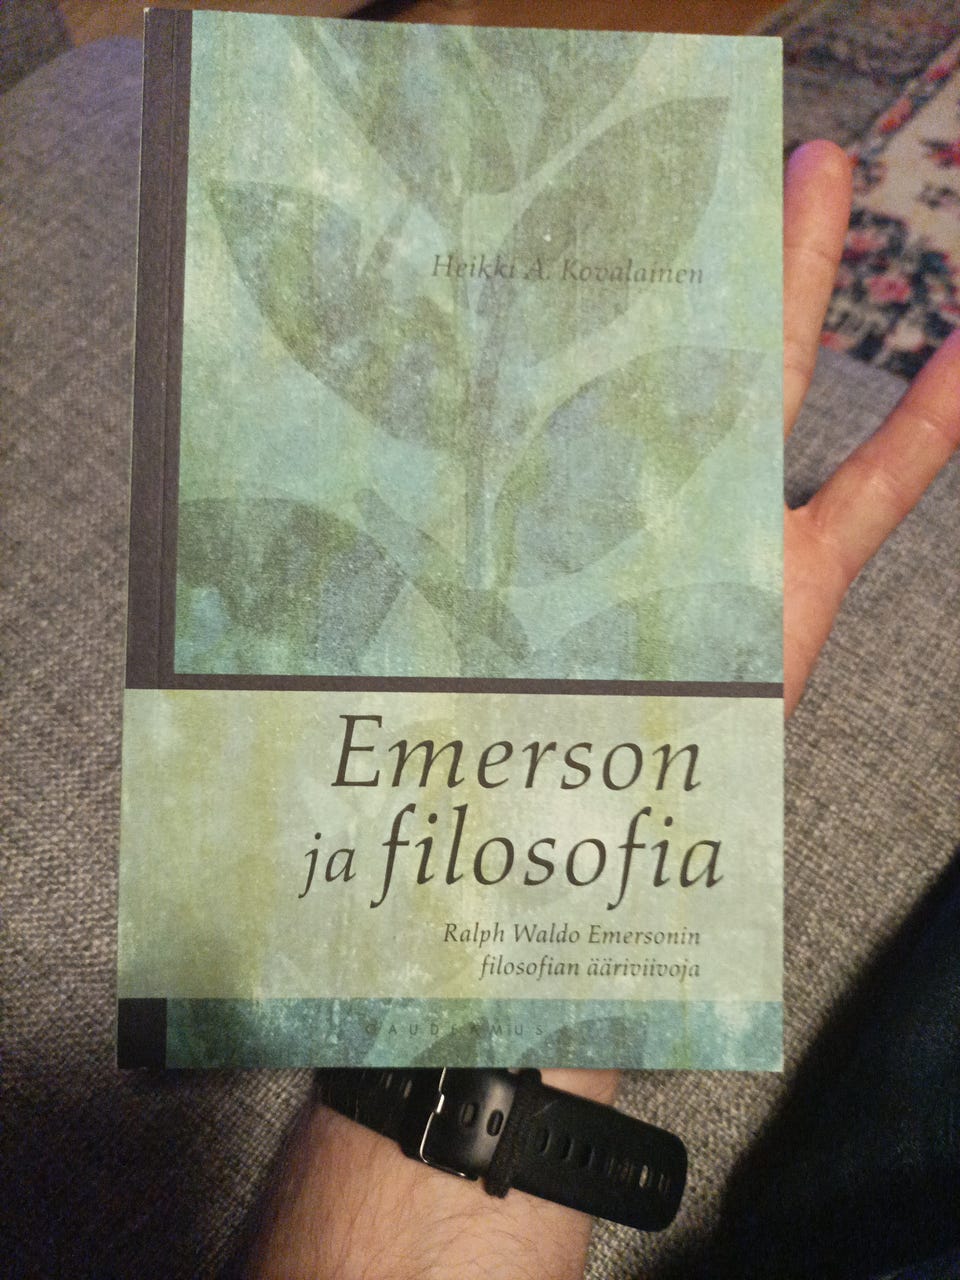 Heikki A. Kovalainen
Emerson
ja filosofia
Ralph Waldo Emersonin
filosofian ääriviivoja
GAUDEAMUS